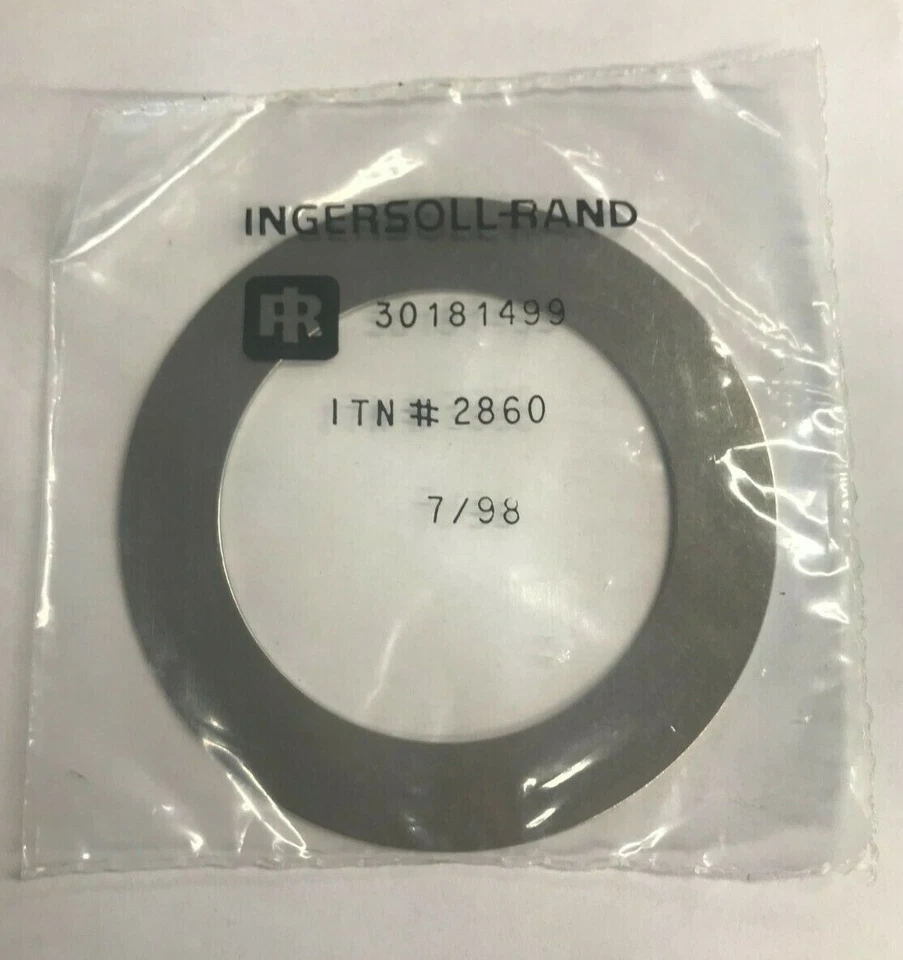 INGERSOLL-RAND
IR 30181499
ITN # 2860
7/98